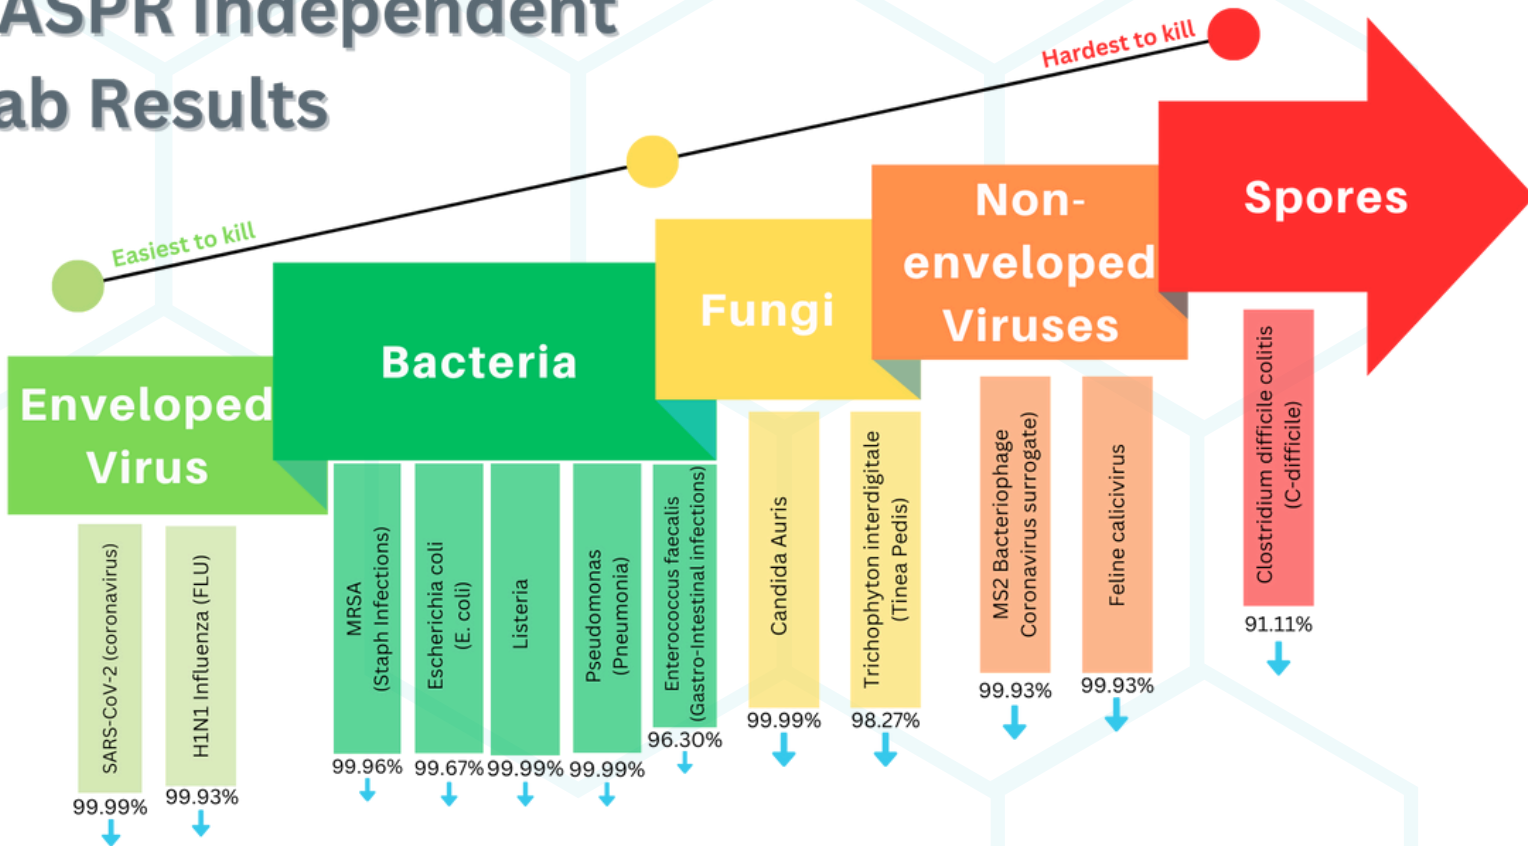 ASPR Independent
ab Results
Easiest to kill
Hardest to kill
Enveloped
Virus
Bacteria
Fungi
Non-
enveloped
Viruses
Spores
SARS-CoV-2 (coronavirus)
99.99%
H1N1 Influenza (FLU)
99.93%
MRSA
(Staph Infections)
99.96%
Escherichia coli
(E. coli)
99.67%
Listeria
99.99%
Pseudomonas
(Pneumonia)
99.99%
Enterococcus faecalis
(Gastro-Intestinal infections)
96.30%
Candida Auris
99.99%
Trichophyton interdigitale
(Tinea Pedis)
98.27%
MS2 Bacteriophage
Coronavirus surrogate)
99.93%
Feline calicivirus
99.93%
Clostridium difficile colitis
(C-difficile)
91.11%